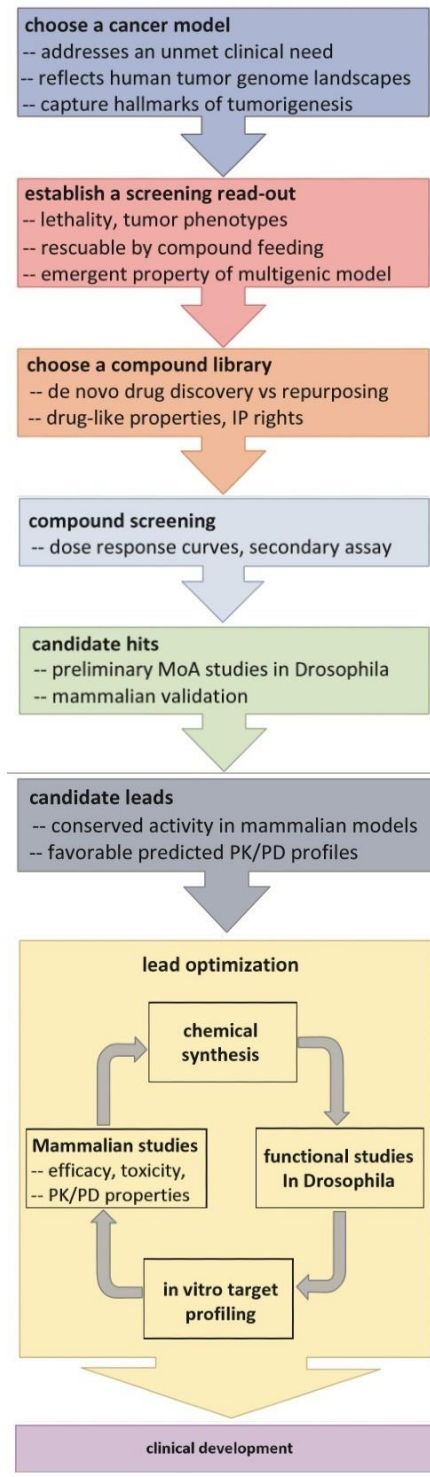 choose a cancer model
-- addresses an unmet clinical need
-- reflects human tumor genome landscapes
-- capture hallmarks of tumorigenesis
establish a screening read-out
-- lethality, tumor phenotypes
-- rescuable by compound feeding
-- emergent property of multigenic model
choose a compound library
-- de novo drug discovery vs repurposing
-- drug-like properties, IP rights
compound screening
-- dose response curves, secondary assay
candidate hits
-- preliminary MoA studies in Drosophila
-- mammalian validation
candidate leads
-- conserved activity in mammalian models
-- favorable predicted PK/PD profiles
lead optimization
chemical
synthesis
Mammalian studies
-- efficacy, toxicity,
-- PK/PD properties
functional studies
In Drosophila
in vitro target
profiling
clinical development